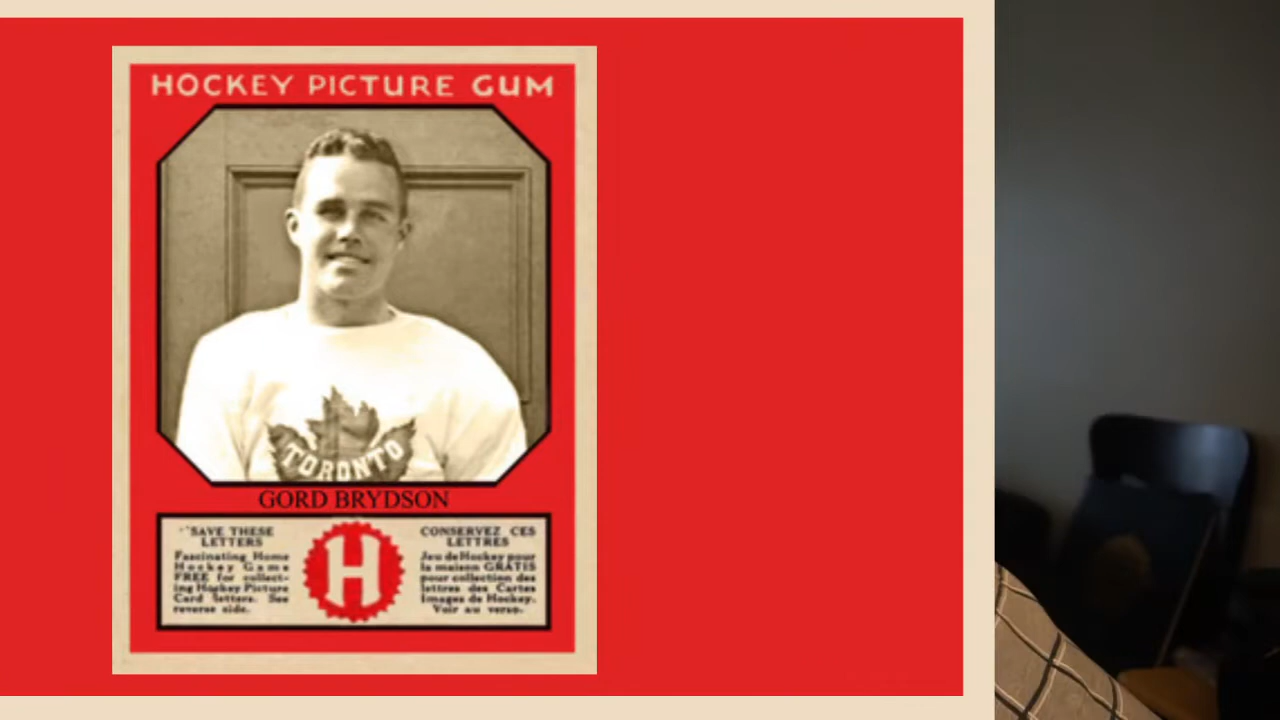 HOCKEY PICTURE GUM
TORONTO
GORD BRYDSON
"SAVE THESE
LETTERS
Fascinating Home
Hockey Game
FREE for collect-
ing Hockey Picture
Card letters. See
reverse side.
H
CONSERVEZ CES
LETTRES
Jeu de Hockey pour
la maison GRATIS
pour collection des
lettres des Cartes
Images de Hockey.
Voir au verso.